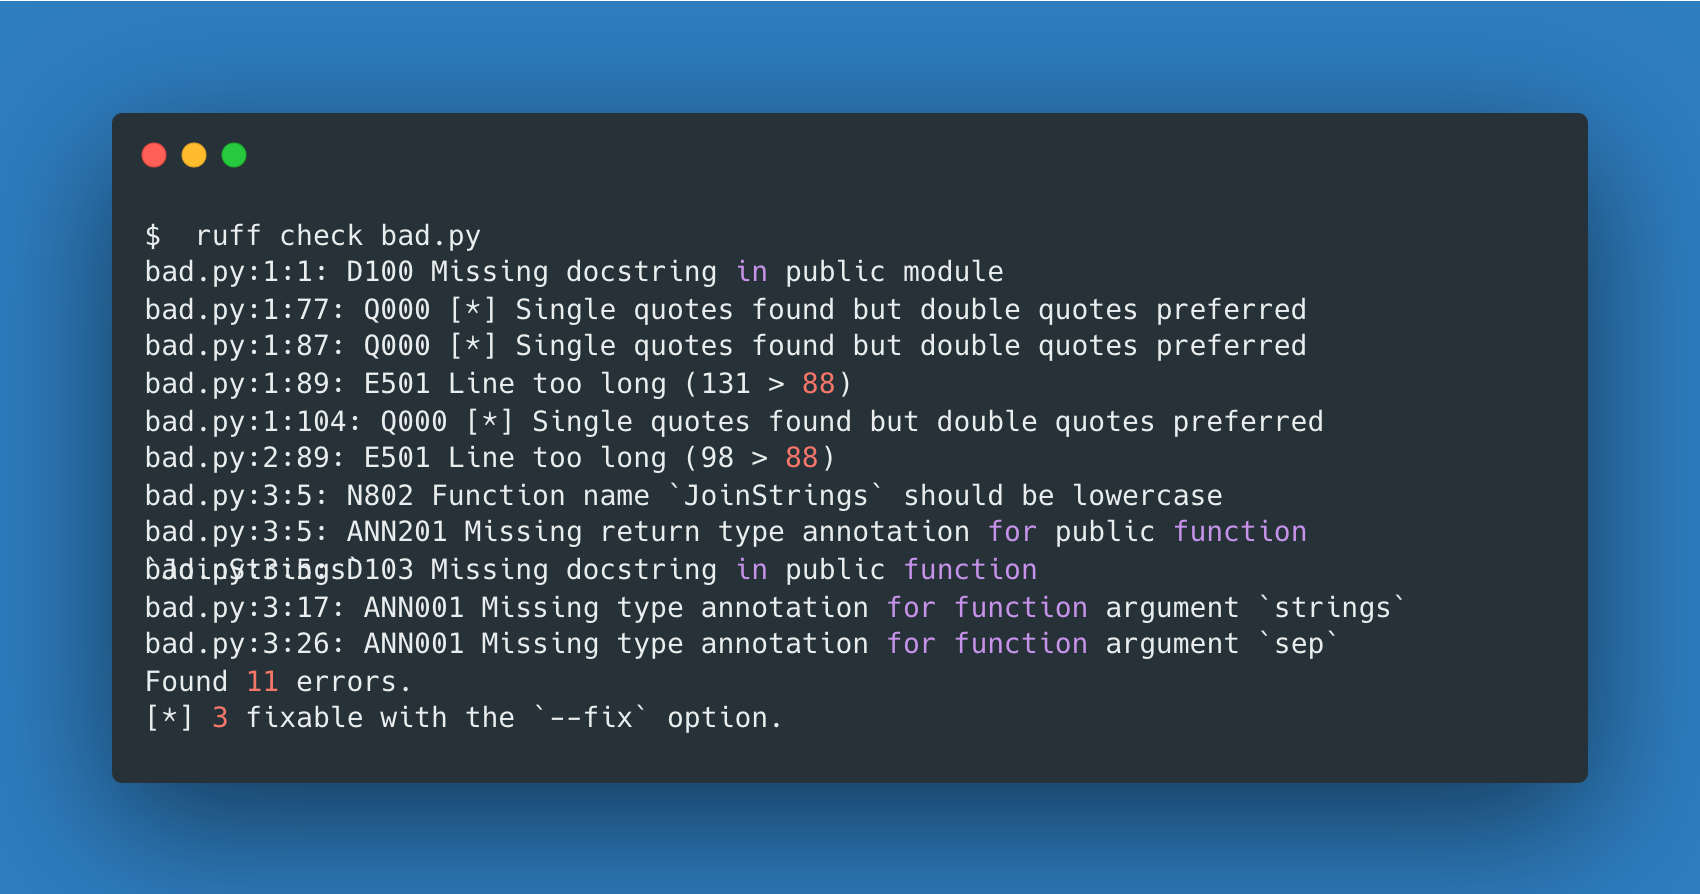 $  ruff check bad.py
bad.py:1:1: D100 Missing docstring in public module
bad.py:1:77: Q000 [*] Single quotes found but double quotes preferred
bad.py:1:87: Q000 [*] Single quotes found but double quotes preferred
bad.py:1:89: E501 Line too long (131 > 88)
bad.py:1:104: Q000 [*] Single quotes found but double quotes preferred
bad.py:2:89: E501 Line too long (98 > 88)
bad.py:3:5: N802 Function name `JoinStrings` should be lowercase
bad.py:3:5: ANN201 Missing return type annotation for public function
`JoinStrings`
bad.py:3:5: D103 Missing docstring in public function
bad.py:3:17: ANN001 Missing type annotation for function argument `strings`
bad.py:3:26: ANN001 Missing type annotation for function argument `sep`
Found 11 errors.
[*] 3 fixable with the `--fix` option.